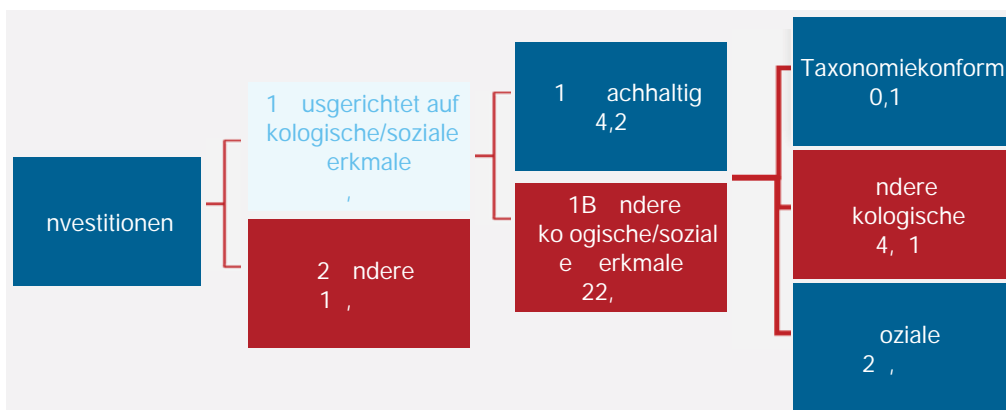 nvestitionen
1 usgerichtet auf
kologische/soziale
erkmale
,
2 ndere
1 ,
1 achhaltig
4,2
1B ndere
ko ogische/sozial
e erkmale
22,
Taxonomiekonform
0,1
ndere
kologische
4, 1
oziale
2 ,